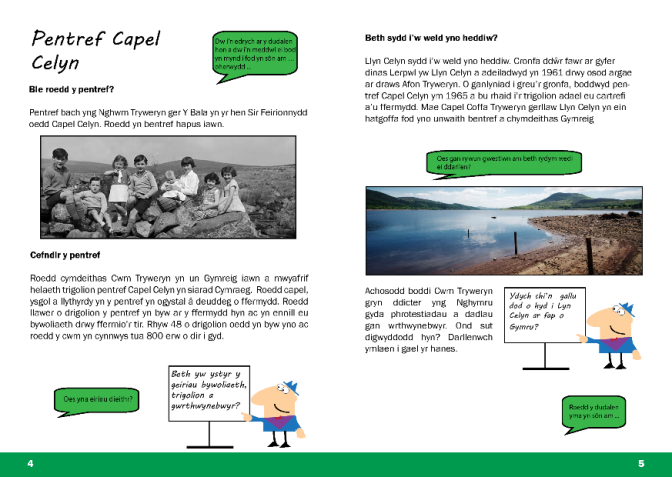 Pentref Capel
Celyn
Dw i'n edrych ar y dudalen
hon a dw i'n meddwl ei bod
yn mynd i fod yn sôn am ...
oherwydd ...
Ble roedd y pentref?
Pentref bach yng Nghwm Tryweryn ger Y Bala yn yr hen Sir Feirionnydd
oedd Capel Celyn. Roedd yn bentref hapus iawn.
Cefndir y pentref
Roedd cymdeithas Cwm Tryweryn yn un Gymreig iawn a mwyafrif
helaeth trigolion pentref Capel Celyn yn siarad Cymraeg. Roedd capel,
ysgol a llythyrdy yn y pentref yn ogystal â deuddeg o ffermydd. Roedd
llawer o drigolion y pentref yn byw ar y ffermydd hyn ac yn ennill eu
bywoliaeth drwy ffermio'r tir. Rhyw 48 o drigolion oedd yn byw yno ac
roedd y cwm yn cynnwys tua 800 erw o dir i gyd.
Oes yna eiriau dieithr?
Beth yw ystyr y
geiriau bywoliaeth,
trigolion a
gwrthwynebwyr?
4
Beth sydd i'w weld yno heddiw?
Llyn Celyn sydd i'w weld yno heddiw. Cronfa ddŵr fawr ar gyfer
dinas Lerpwl yw Llyn Celyn a adeiladwyd yn 1961 drwy osod argae
ar draws Afon Tryweryn. O ganlyniad i greu'r gronfa, boddwyd pen-
tref Capel Celyn ym 1965 a bu rhaid i'r trigolion adael eu cartrefi
a'u ffermydd. Mae Capel Coffa Tryweryn gerllaw Llyn Celyn yn ein
hatgoffa fod yno unwaith bentref a chymdeithas Gymreig
Oes gan rywun gwestiwn am beth rydym wedi
ei ddarllen?
Achosodd boddi Cwm Tryweryn
gryn ddicter yng Nghymru
gyda phrotestiadau a dadlau
gan wrthwynebwyr. Ond sut
digwyddodd hyn? Darllenwch
ymlaen i gael yr hanes.
Ydych chi'n gallu
dod o hyd i Lyn
Celyn ar fap o
Gymru?
Roedd y dudalen
yma yn sôn am ...
5